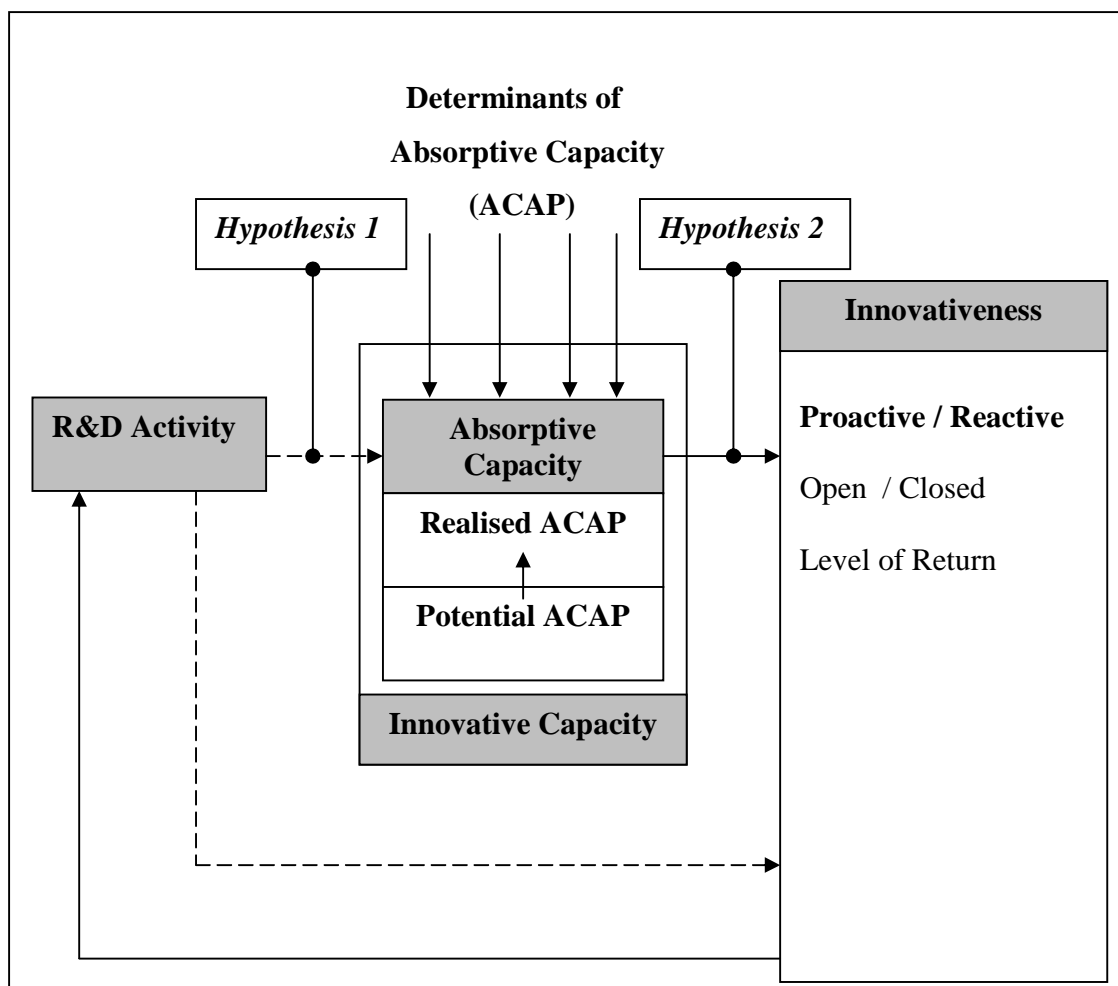 Determinants of
Absorptive Capacity
(ACAP)
Hypothesis 1
Hypothesis 2
Innovativeness
R&D Activity
Absorptive
Capacity
Proactive / Reactive
Open / Closed
Level of Return
Realised ACAP
Potential ACAP
Innovative Capacity